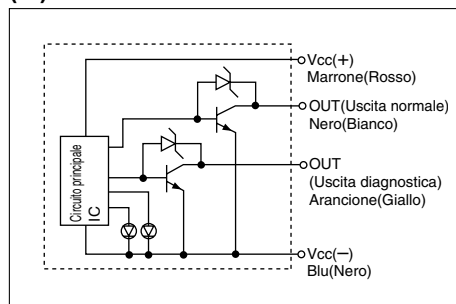 Vcc(+)
Marrone(Rosso)
OUT(Uscita normale)
Nero(Bianco)
OUT
(Uscita diagnostica)
Arancione(Giallo)
Circuito principale
IC
Vcc(−)
Blu(Nero)